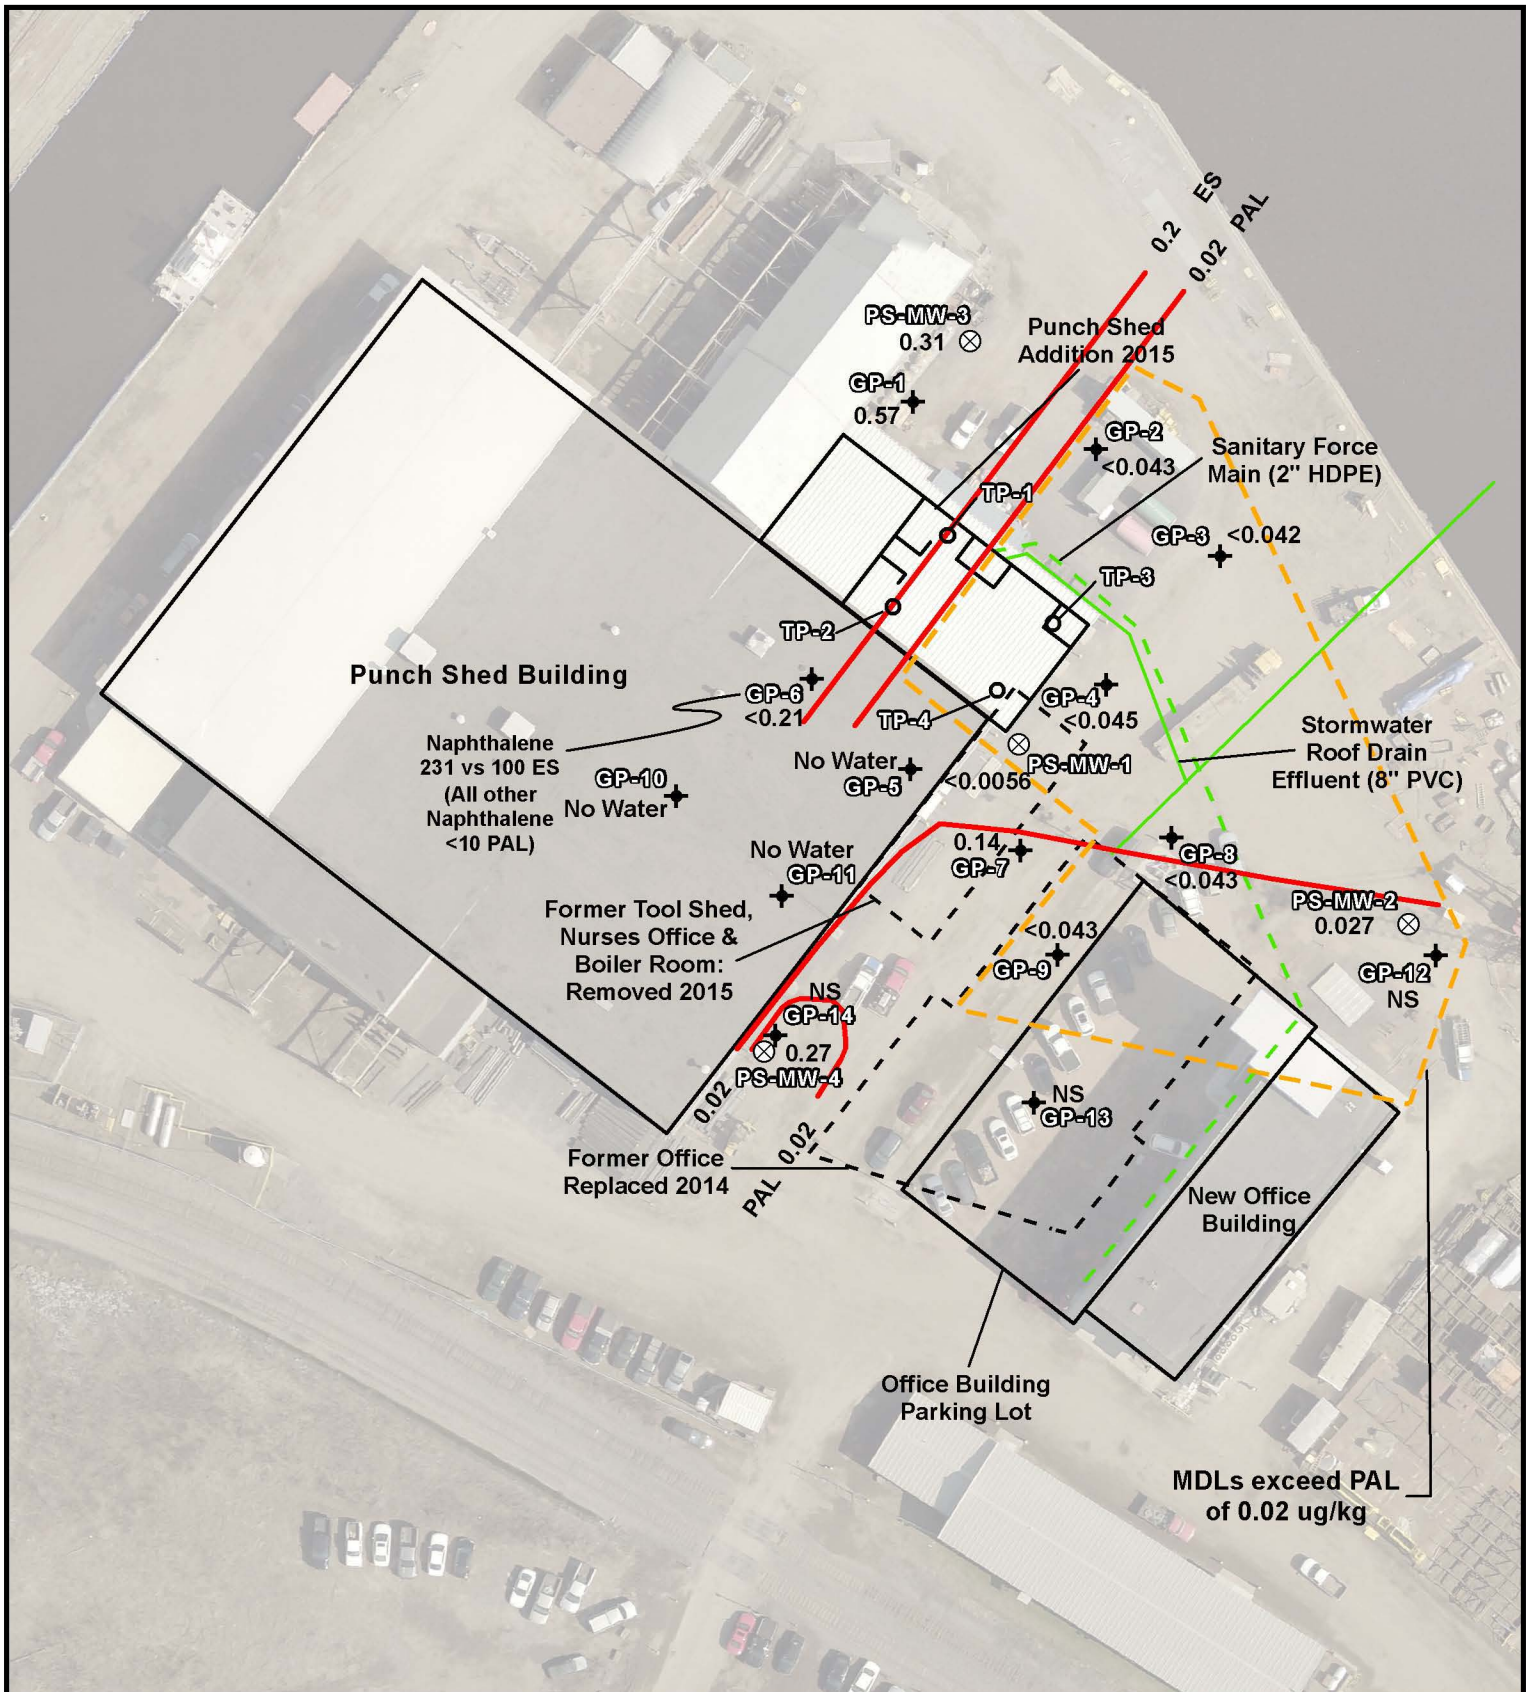 ES
0.2
PAL
0.02
PS-MW-3
0.31
Punch Shed
Addition 2015
GP-1
0.57
GP-2
<0.043
Sanitary Force
Main (2" HDPE)
TP-1
GP-3
<0.042
TP-3
TP-2
Punch Shed Building
GP-6
<0.21
GP-4
<0.045
TP-4
Stormwater
Roof Drain
Effluent (8" PVC)
Naphthalene
231 vs 100 ES
(All other
Naphthalene
<10 PAL)
GP-10
No Water
No Water
GP-5
PS-MW-1
<0.0056
No Water
GP-11
0.14
GP-7
GP-8
<0.043
PS-MW-2
0.027
Former Tool Shed,
Nurses Office &
Boiler Room:
Removed 2015
<0.043
GP-9
GP-12
NS
NS
GP-14
0.27
PS-MW-4
0.02
NS
GP-13
0.02
PAL
Former Office
Replaced 2014
New Office
Building
Office Building
Parking Lot
MDLs exceed PAL
of 0.02 ug/kg